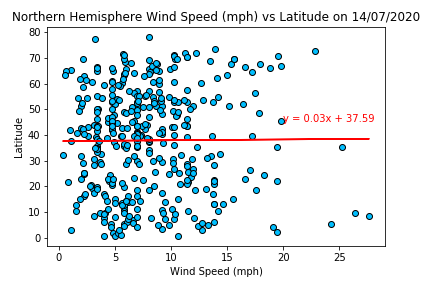 Northern Hemisphere Wind Speed (mph) vs Latitude on 14/07/2020
80
70
60
50
40
30
20
10
0
Latitude
y = 0.03x + 37.59
0 5 10 15 20 25
Wind Speed (mph)